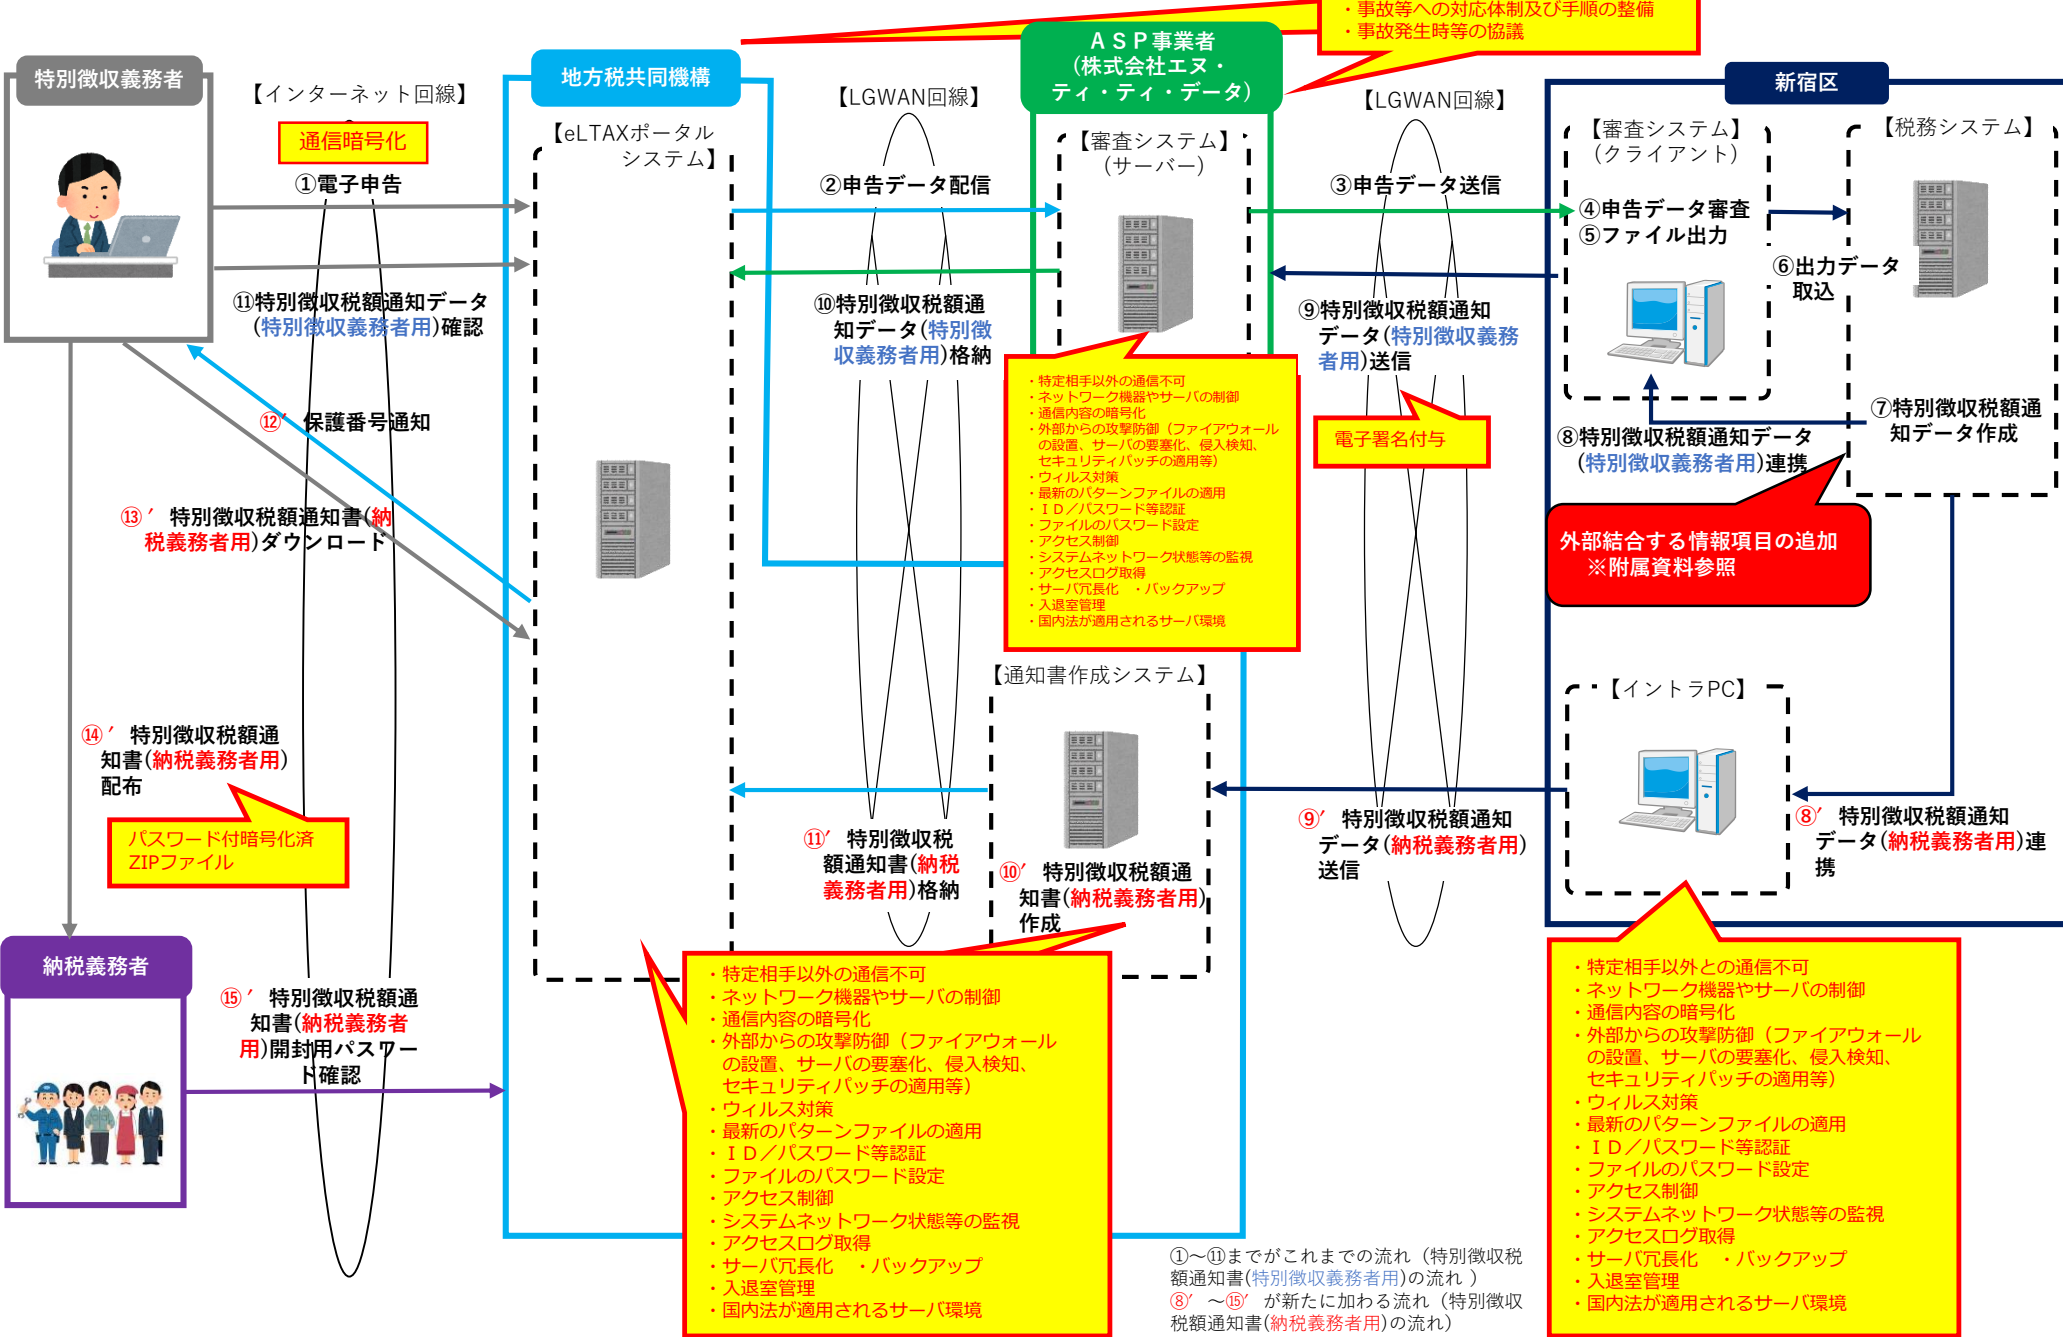 ・事故等への対応体制及び手順の整備
・事故発生時等の協議
特別徴収義務者
【インターネット回線】
通信暗号化
①電子申告
⑪特別徴収税額通知データ
(特別徴収義務者用)確認
⑫′ 保護番号通知
⑬′ 特別徴収税額通知書(納
税義務者用)ダウンロード
⑭′ 特別徴収税額通
知書(納税義務者用)
配布
パスワード付暗号化済
ZIPファイル
納税義務者
⑮′ 特別徴収税額通
知書(納税義務者
用)開封用パスワー
ド確認
地方税共同機構
【eLTAXポータル
システム】
【LGWAN回線】
②申告データ配信
⑩特別徴収税額通
知データ(特別徴
収義務者用)格納
⑪′ 特別徴収税
額通知書(納税
義務者用)格納
ASP事業者
(株式会社エヌ・
ティ・ティ・データ)
【審査システム】
(サーバー)
・特定相手以外の通信不可
・ネットワーク機器やサーバの制御
・通信内容の暗号化
・外部からの攻撃防御（ファイアウォール
の設置、サーバの要塞化、侵入検知、
セキュリティパッチの適用等）
・ウィルス対策
・最新のパターンファイルの適用
・ＩＤ／パスワード等認証
・ファイルのパスワード設定
・アクセス制御
・システムネットワーク状態等の監視
・アクセスログ取得
・サーバ冗長化 ・バックアップ
・入退室管理
・国内法が適用されるサーバ環境
【通知書作成システム】
⑩′ 特別徴収税額通
知書(納税義務者用)
作成
・特定相手以外の通信不可
・ネットワーク機器やサーバの制御
・通信内容の暗号化
・外部からの攻撃防御（ファイアウォール
の設置、サーバの要塞化、侵入検知、
セキュリティパッチの適用等）
・ウィルス対策
・最新のパターンファイルの適用
・ＩＤ／パスワード等認証
・ファイルのパスワード設定
・アクセス制御
・システムネットワーク状態等の監視
・アクセスログ取得
・サーバ冗長化 ・バックアップ
・入退室管理
・国内法が適用されるサーバ環境
【LGWAN回線】
③申告データ送信
⑨特別徴収税額通知
データ(特別徴収義務
者用)送信
電子署名付与
⑨′ 特別徴収税額通知
データ(納税義務者用)
送信
新宿区
【審査システム】
(クライアント)
④申告データ審査
⑤ファイル出力
【税務システム】
⑥出力データ
取込
⑦特別徴収税額通
知データ作成
⑧特別徴収税額通知データ
(特別徴収義務者用)連携
外部結合する情報項目の追加
※附属資料参照
【イントラPC】
⑧′ 特別徴収税額通知
データ(納税義務者用)連
携
・特定相手以外との通信不可
・ネットワーク機器やサーバの制御
・通信内容の暗号化
・外部からの攻撃防御（ファイアウォール
の設置、サーバの要塞化、侵入検知、
セキュリティパッチの適用等）
・ウィルス対策
・最新のパターンファイルの適用
・ＩＤ／パスワード等認証
・ファイルのパスワード設定
・アクセス制御
・システムネットワーク状態等の監視
・アクセスログ取得
・サーバ冗長化 ・バックアップ
・入退室管理
・国内法が適用されるサーバ環境
①～⑪までがこれまでの流れ（特別徴収税
額通知書(特別徴収義務者用)の流れ ）
⑧′ ～⑮′ が新たに加わる流れ（特別徴収
税額通知書(納税義務者用)の流れ）